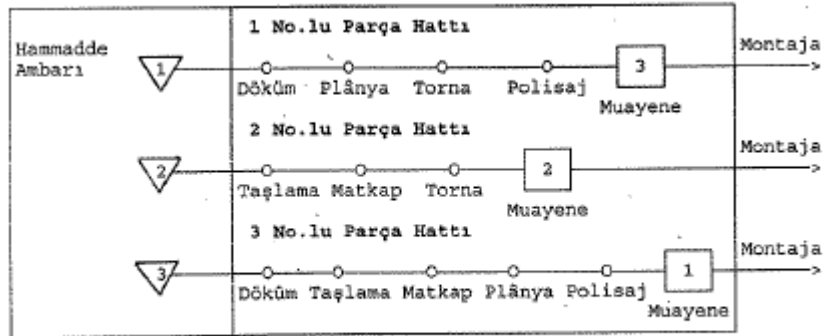 1 No.lu Parça Hattı
Hammadde
Ambarı
Montaja
1
3
Döküm Plânya Torna Polisaj
Muayene
2 No.lu Parça Hattı
Montaja
2
2
Taşlama Matkap Torna
Muayene
3 No.lu Parça Hattı
Montaja
3
1
Döküm Taşlama Matkap Plânya Polisaj
Muayene